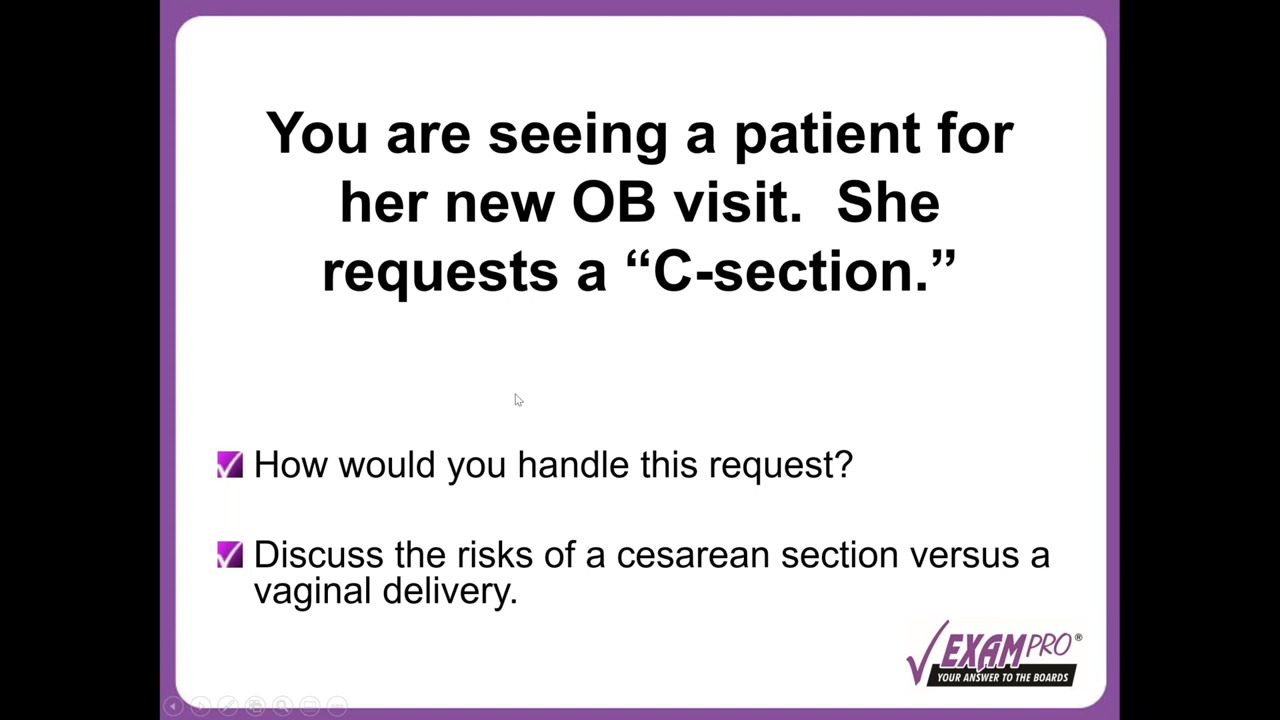 You are seeing a patient for
her new OB visit.  She
requests a “C-section.”
How would you handle this request?
Discuss the risks of a cesarean section versus a
vaginal delivery.
EXAMPRO®
YOUR ANSWER TO THE BOARDS